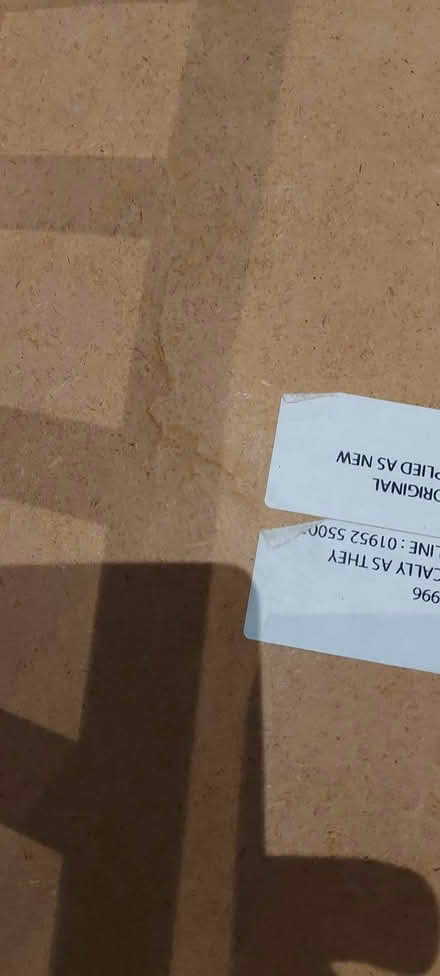 996
CALLY AS THEY
LINE : 01952 5500
ORIGINAL
PLIED AS NEW